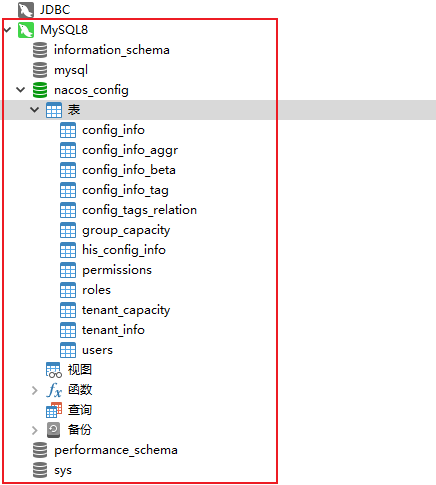 JDBC
MySQL8
information_schema
mysql
nacos_config
表
config_info
config_info_aggr
config_info_beta
config_info_tag
config_tags_relation
group_capacity
his_config_info
permissions
roles
tenant_capacity
tenant_info
users
视图
fx 函数
查询
备份
performance_schema
sys